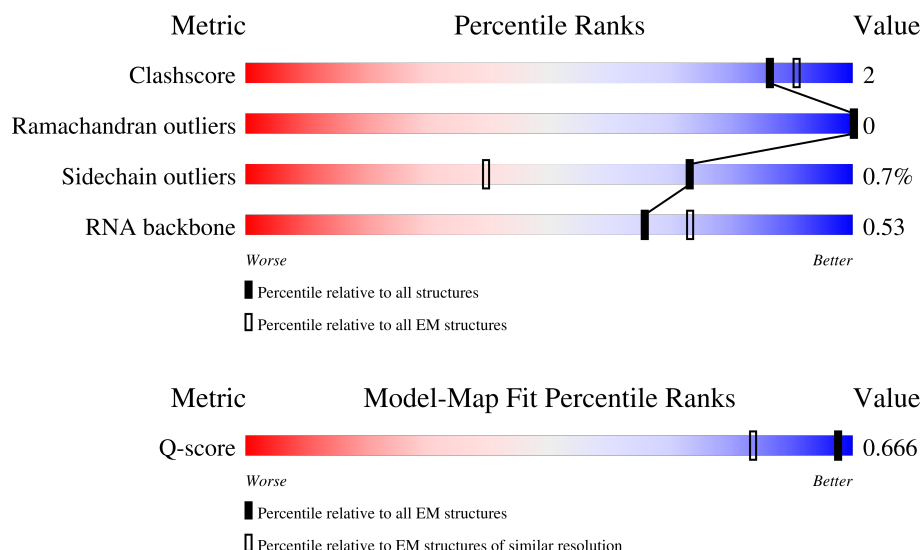 Metric Percentile Ranks Value
Clashscore 2
Ramachandran outliers 0
Sidechain outliers 0.7%
RNA backbone 0.53
Worse Better
Percentile relative to all structures
Percentile relative to all EM structures
Metric Model-Map Fit Percentile Ranks Value
Q-score 0.666
Worse Better
Percentile relative to all EM structures
Percentile relative to EM structures of similar resolution